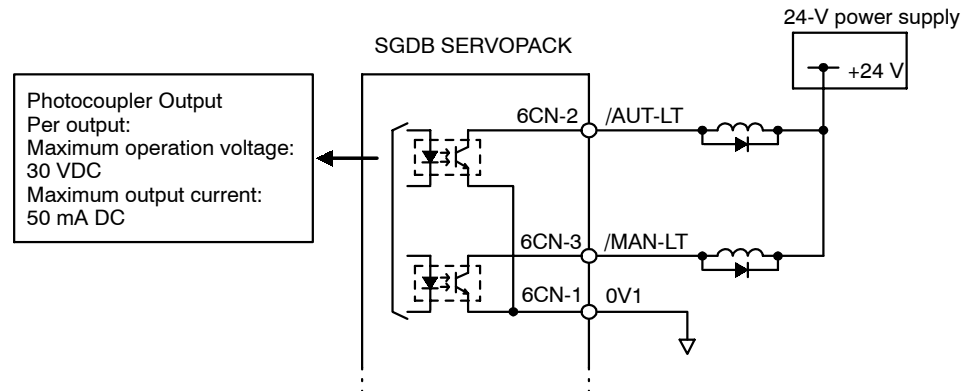 24-V power supply
SGDB SERVOPACK
+24 V
Photocoupler Output
Per output:
Maximum operation voltage:
30 VDC
Maximum output current:
50 mA DC
6CN-2 /AUT-LT
6CN-3 /MAN-LT
6CN-1 0V1